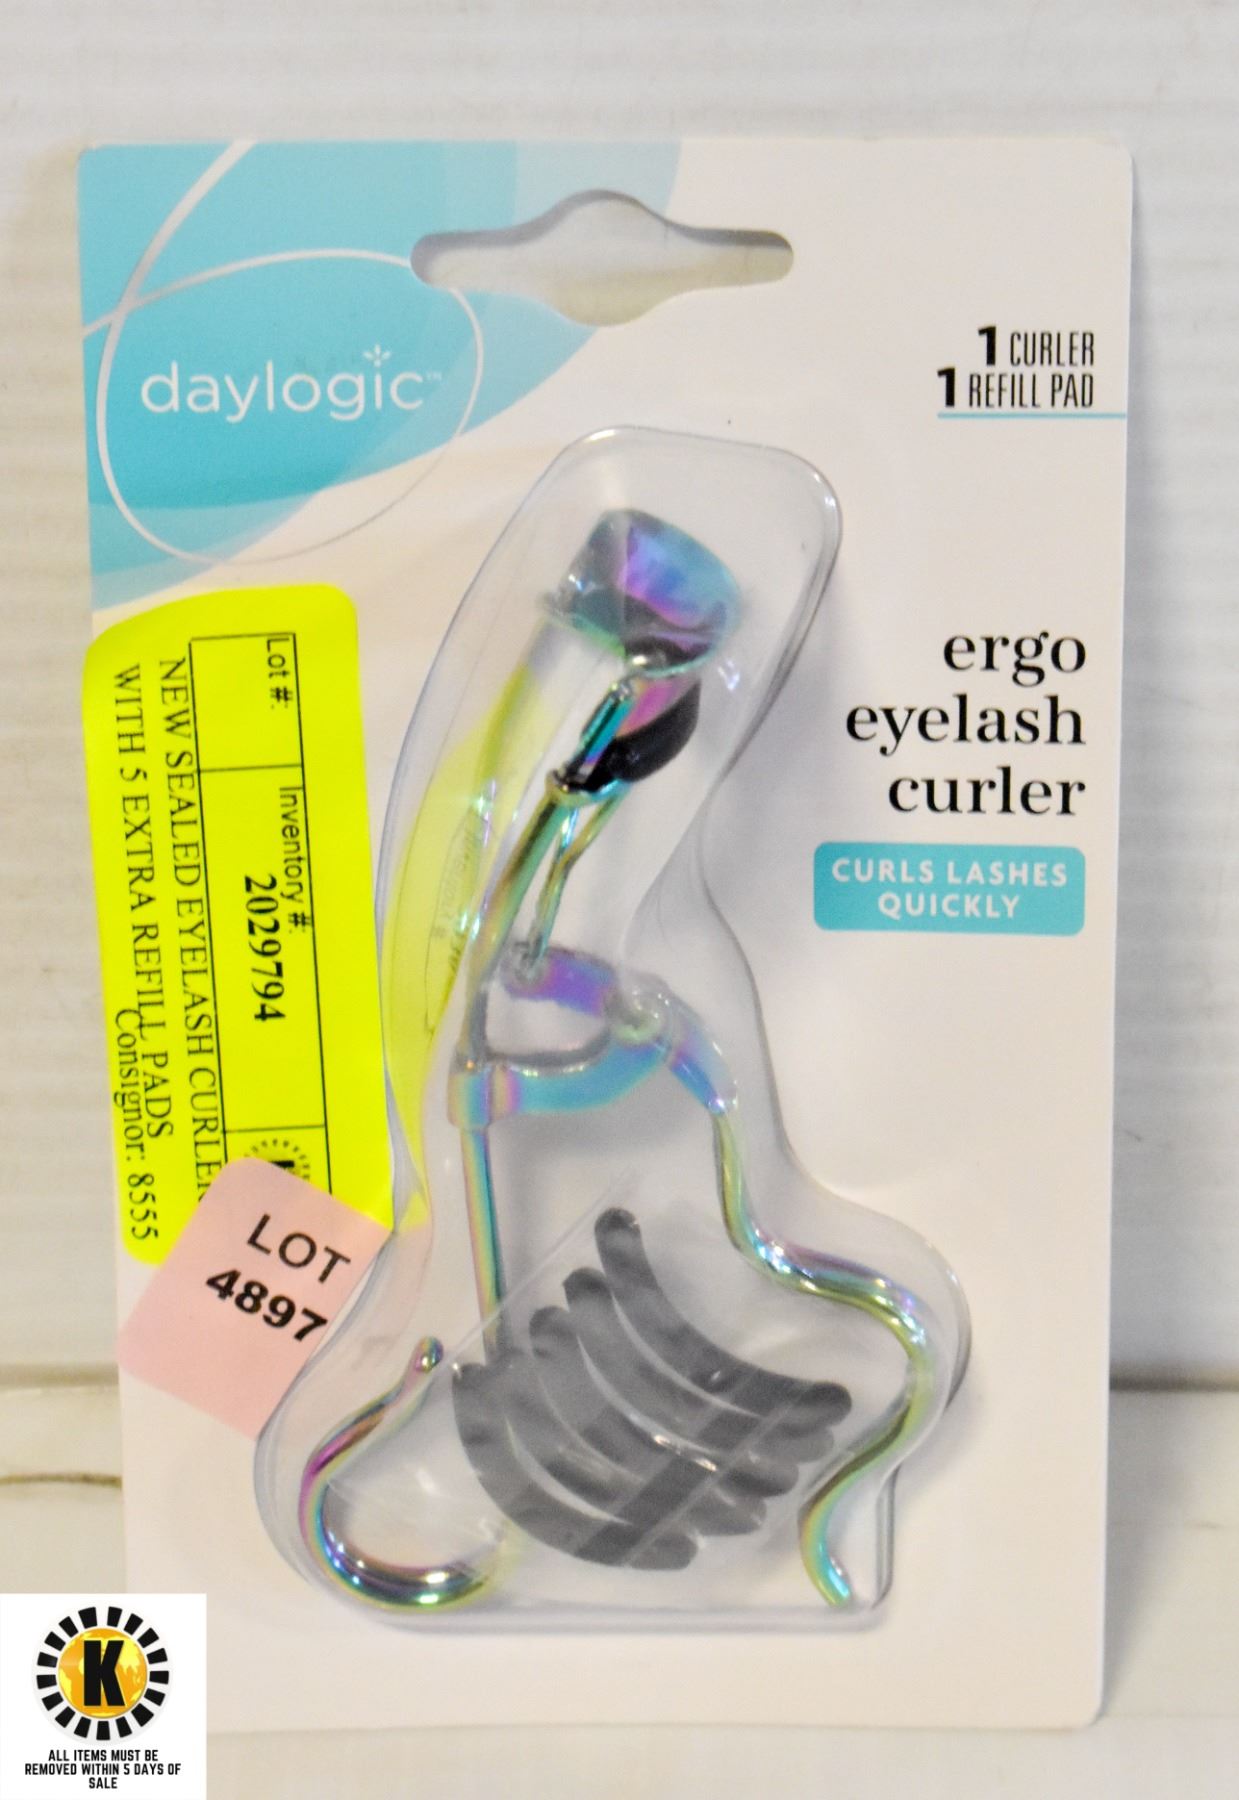 daylogic™
1 CURLER
1 REFILL PAD
ergo
eyelash
curler
CURLS LASHES
QUICKLY
Lot #:
Inventory #:
2029794
NEW SEALED EYELASH CURLER
WITH 5 EXTRA REFILL PADS
Consignor: 8555
LOT
4897
K
ALL ITEMS MUST BE
REMOVED WITHIN 5 DAYS OF
SALE